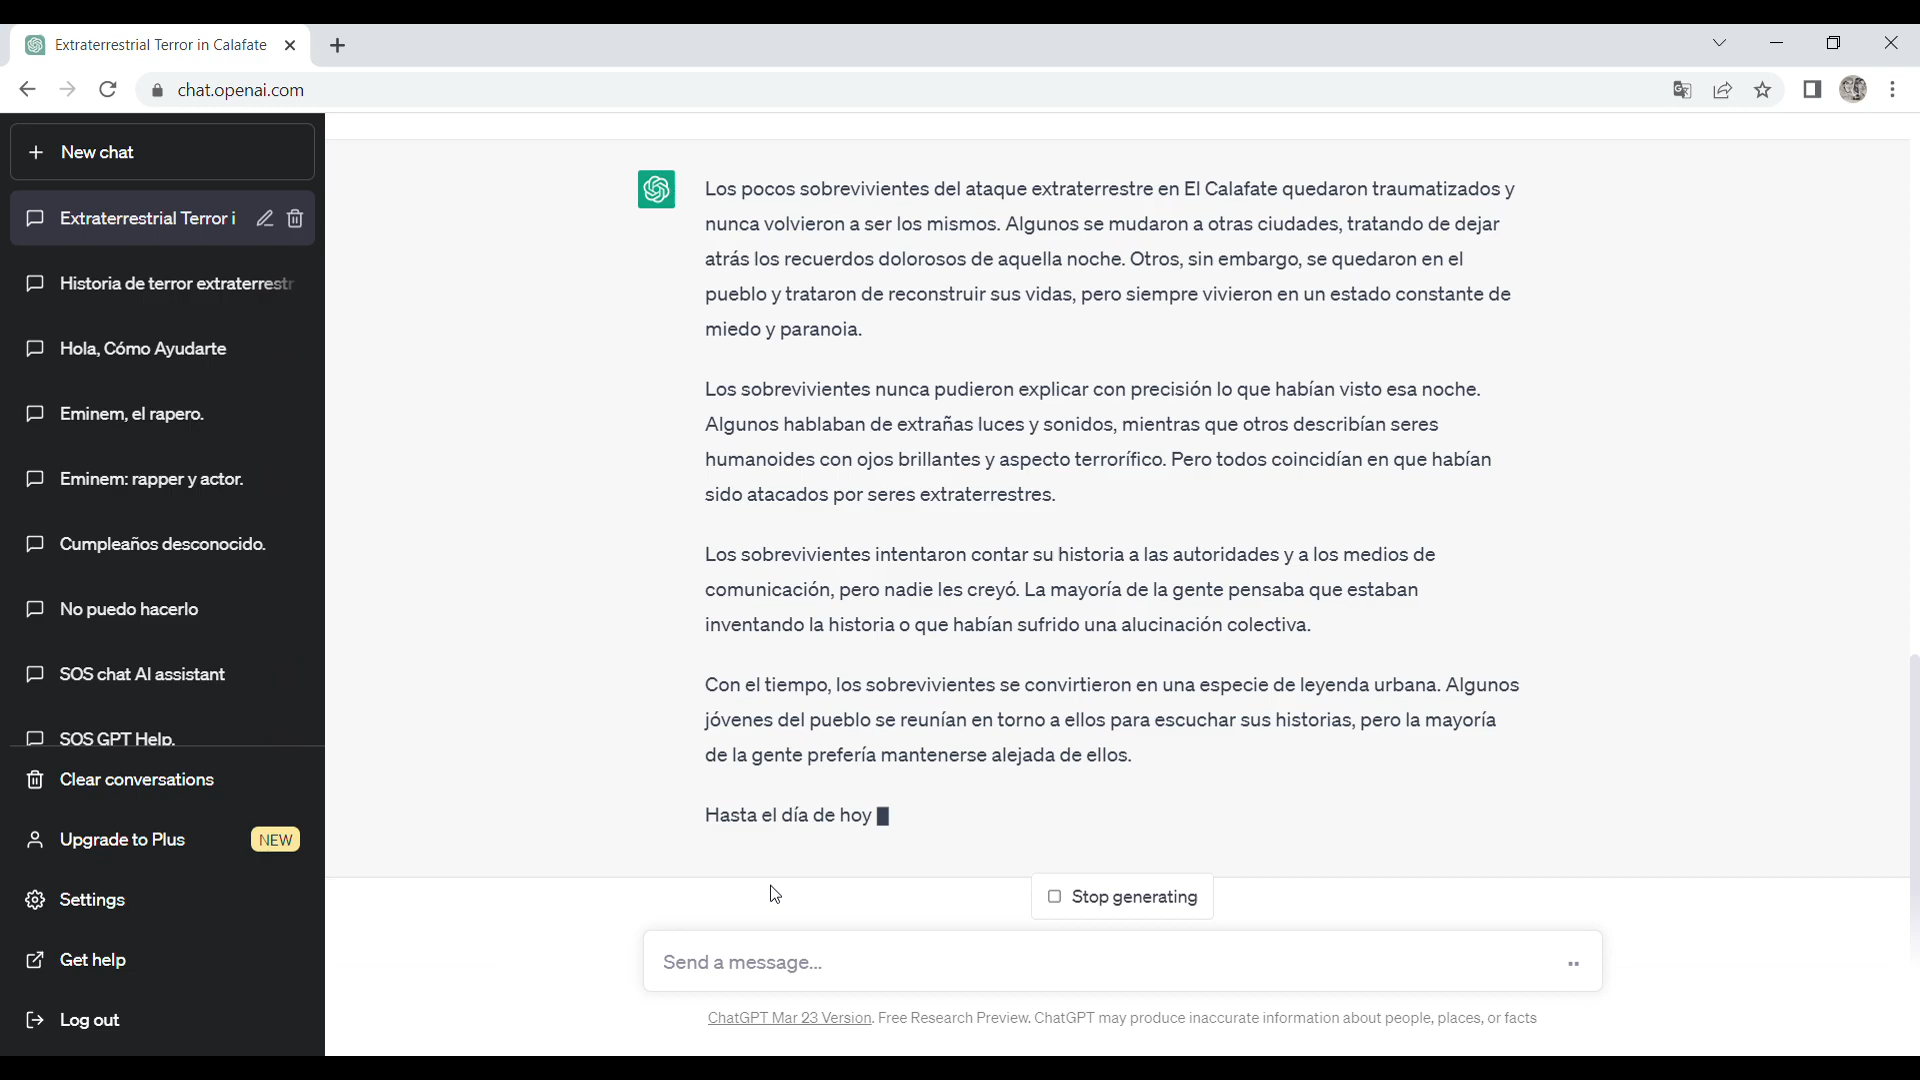 Extraterrestrial Terror in Calafate
chat.openai.com
New chat
Extraterrestrial Terror i
Historia de terror extraterrestr
Hola, Cómo Ayudarte
Eminem, el rapero.
Eminem: rapper y actor.
Cumpleaños desconocido.
No puedo hacerlo
SOS chat AI assistant
SOS GPT Help.
Clear conversations
Upgrade to Plus NEW
Settings
Get help
Log out
Los pocos sobrevivientes del ataque extraterrestre en El Calafate quedaron traumatizados y
nunca volvieron a ser los mismos. Algunos se mudaron a otras ciudades, tratando de dejar
atrás los recuerdos dolorosos de aquella noche. Otros, sin embargo, se quedaron en el
pueblo y trataron de reconstruir sus vidas, pero siempre vivieron en un estado constante de
miedo y paranoia.
Los sobrevivientes nunca pudieron explicar con precisión lo que habían visto esa noche.
Algunos hablaban de extrañas luces y sonidos, mientras que otros describían seres
humanoides con ojos brillantes y aspecto terrorífico. Pero todos coincidían en que habían
sido atacados por seres extraterrestres.
Los sobrevivientes intentaron contar su historia a las autoridades y a los medios de
comunicación, pero nadie les creyó. La mayoría de la gente pensaba que estaban
inventando la historia o que habían sufrido una alucinación colectiva.
Con el tiempo, los sobrevivientes se convirtieron en una especie de leyenda urbana. Algunos
jóvenes del pueblo se reunían en torno a ellos para escuchar sus historias, pero la mayoría
de la gente prefería mantenerse alejada de ellos.
Hasta el día de hoy
Stop generating
Send a message...
ChatGPT Mar 23 Version. Free Research Preview. ChatGPT may produce inaccurate information about people, places, or facts